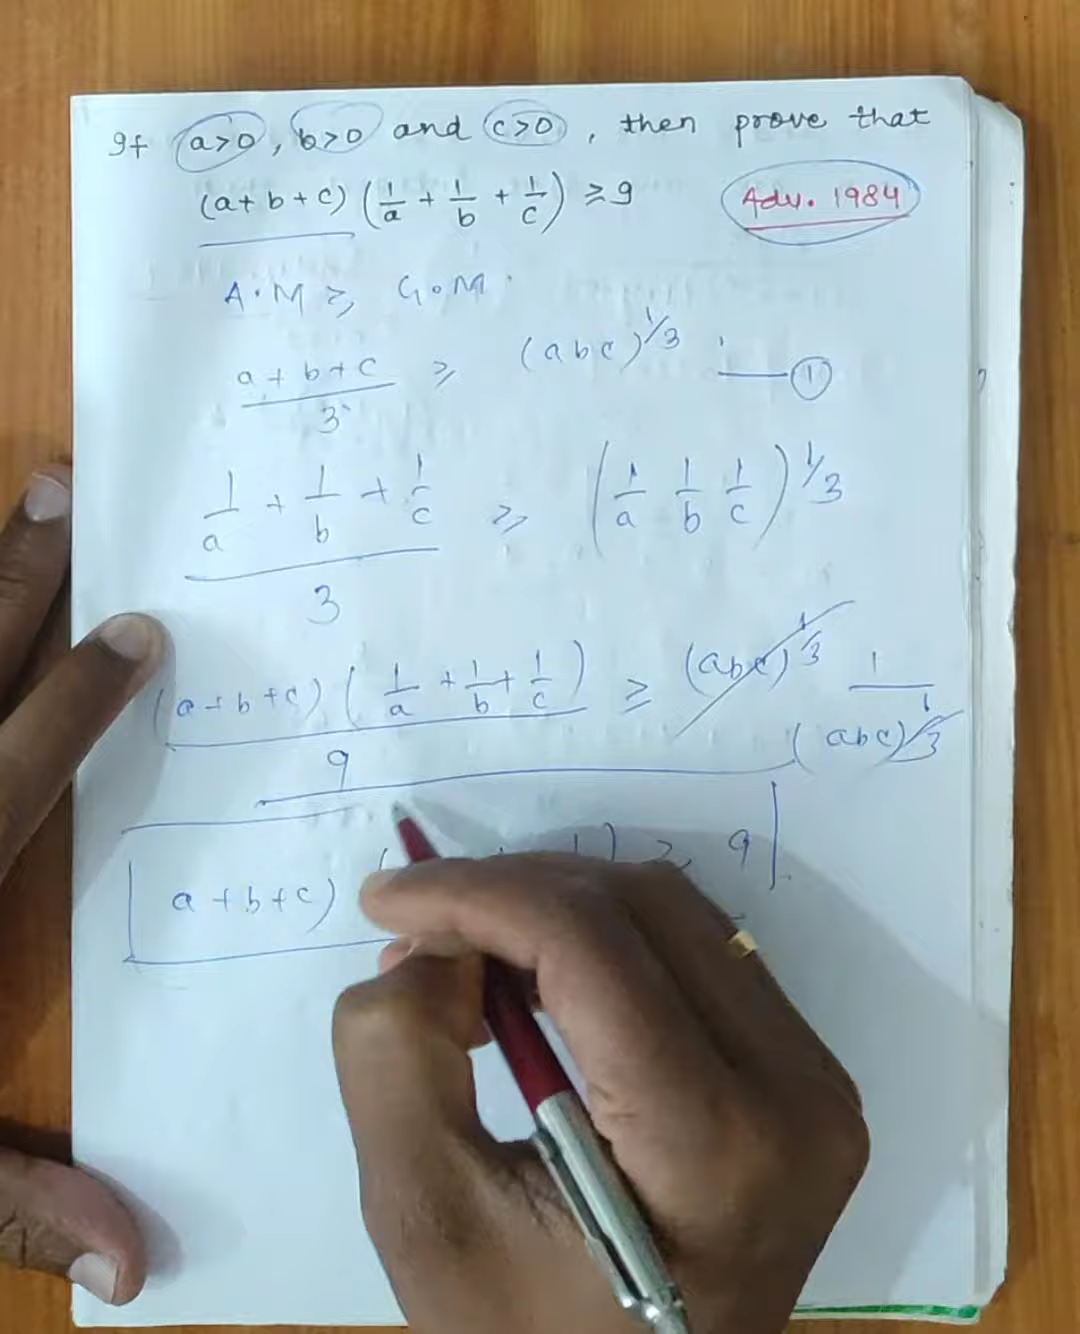 If a>0, b>0 and c>0, then prove that
(a+b+c) (1/a + 1/b + 1/c) ≥ 9
Adv. 1984
A.M ≥ G.M.
(a+b+c)/3 ≥ (abc)^1/3 . — ①
(1/a + 1/b + 1/c)/3 ≥ (1/a 1/b 1/c)^1/3
(a+b+c) (1/a + 1/b + 1/c)/9 ≥ (abc)^1/3 1/(abc)^1/3
a+b+c) ( ≥ 9